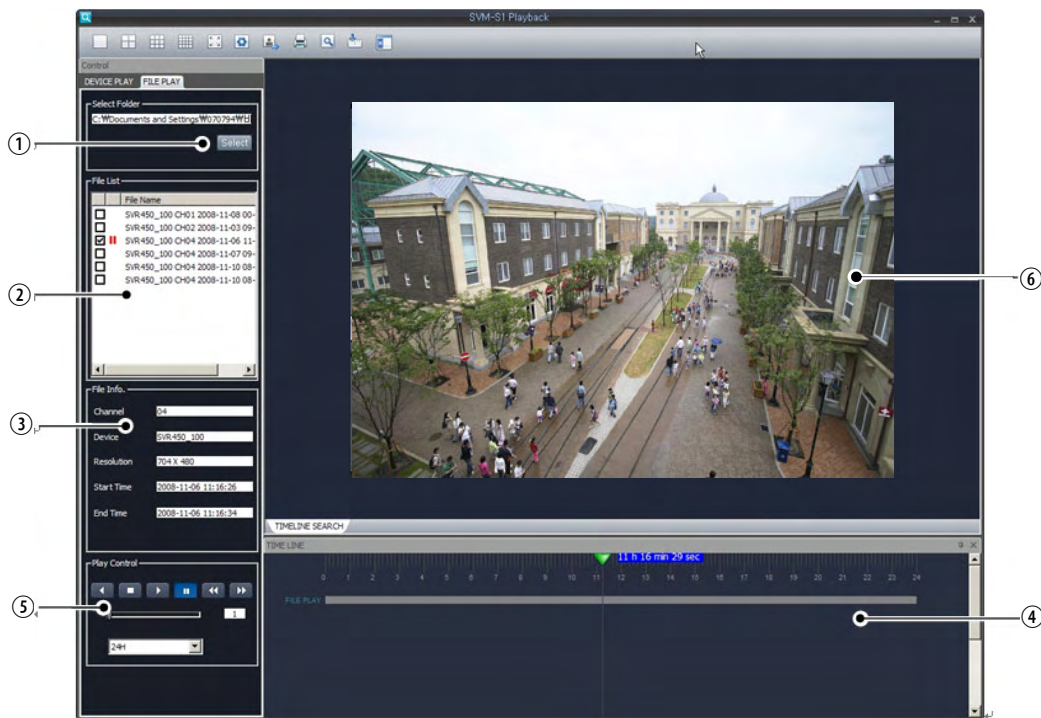 SVM-S1 Playback
Control
DEVICE PLAY FILE PLAY
Select Folder
C:₩Documents and Settings₩070794₩
① Select
File List
File Name
SVR450_100 CH01 2008-11-08 00-
SVR450_100 CH02 2008-11-03 09-
SVR450_100 CH04 2008-11-06 11-
SVR450_100 CH04 2008-11-07 09-
SVR450_100 CH04 2008-11-10 08-
SVR450_100 CH04 2008-11-10 08-
②
⑥
File Info..
Channel 04
③
Device SVR450_100
Resolution 704 X 480
Start Time 2008-11-06 11:16:26
End Time 2008-11-06 11:16:34
TIMELINE SEARCH
TIME LINE
11 h 16 min 29 sec
0 1 2 3 4 5 6 7 8 9 10 11 12 13 14 15 16 17 18 19 20 21 22 23 24
FILE PLAY
Play Control
⑤ 1
④
24H